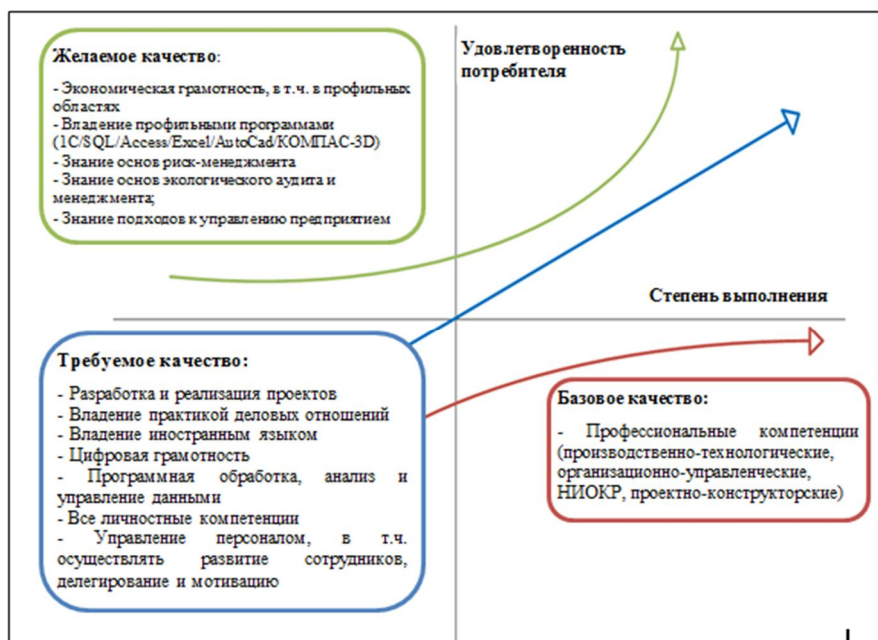 Желаемое качество:
- Экономическая грамотность, в т.ч. в профильных
областях
- Владение профильными программами
(1С/SQL/Access/Excel/AutoCad/КОМПАС-3D)
- Знание основ риск-менеджмента
- Знание основ экологического аудита и
менеджмента;
- Знание подходов к управлению предприятием
Удовлетворенность
потребителя
Степень выполнения
Требуемое качество:
- Разработка и реализация проектов
- Владение практикой деловых отношений
- Владение иностранным языком
- Цифровая грамотность
- Программная обработка, анализ и
управление данными
- Все личностные компетенции
- Управление персоналом, в т.ч.
осуществлять развитие сотрудников,
делегирование и мотивацию
Базовое качество:
- Профессиональные компетенции
(производственно-технологические,
организационно-управленческие,
НИОКР, проектно-конструкторские)